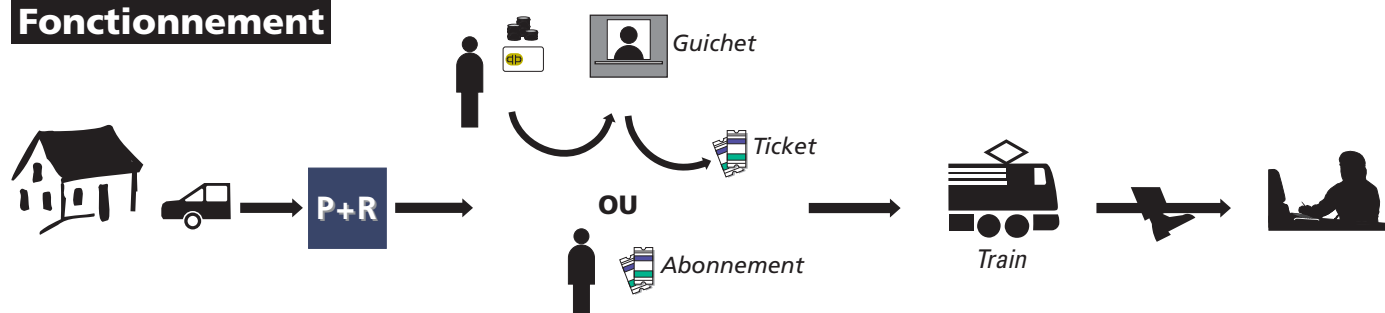 Fonctionnement
Guichet
Ticket
P+R
OU
Abonnement
Train